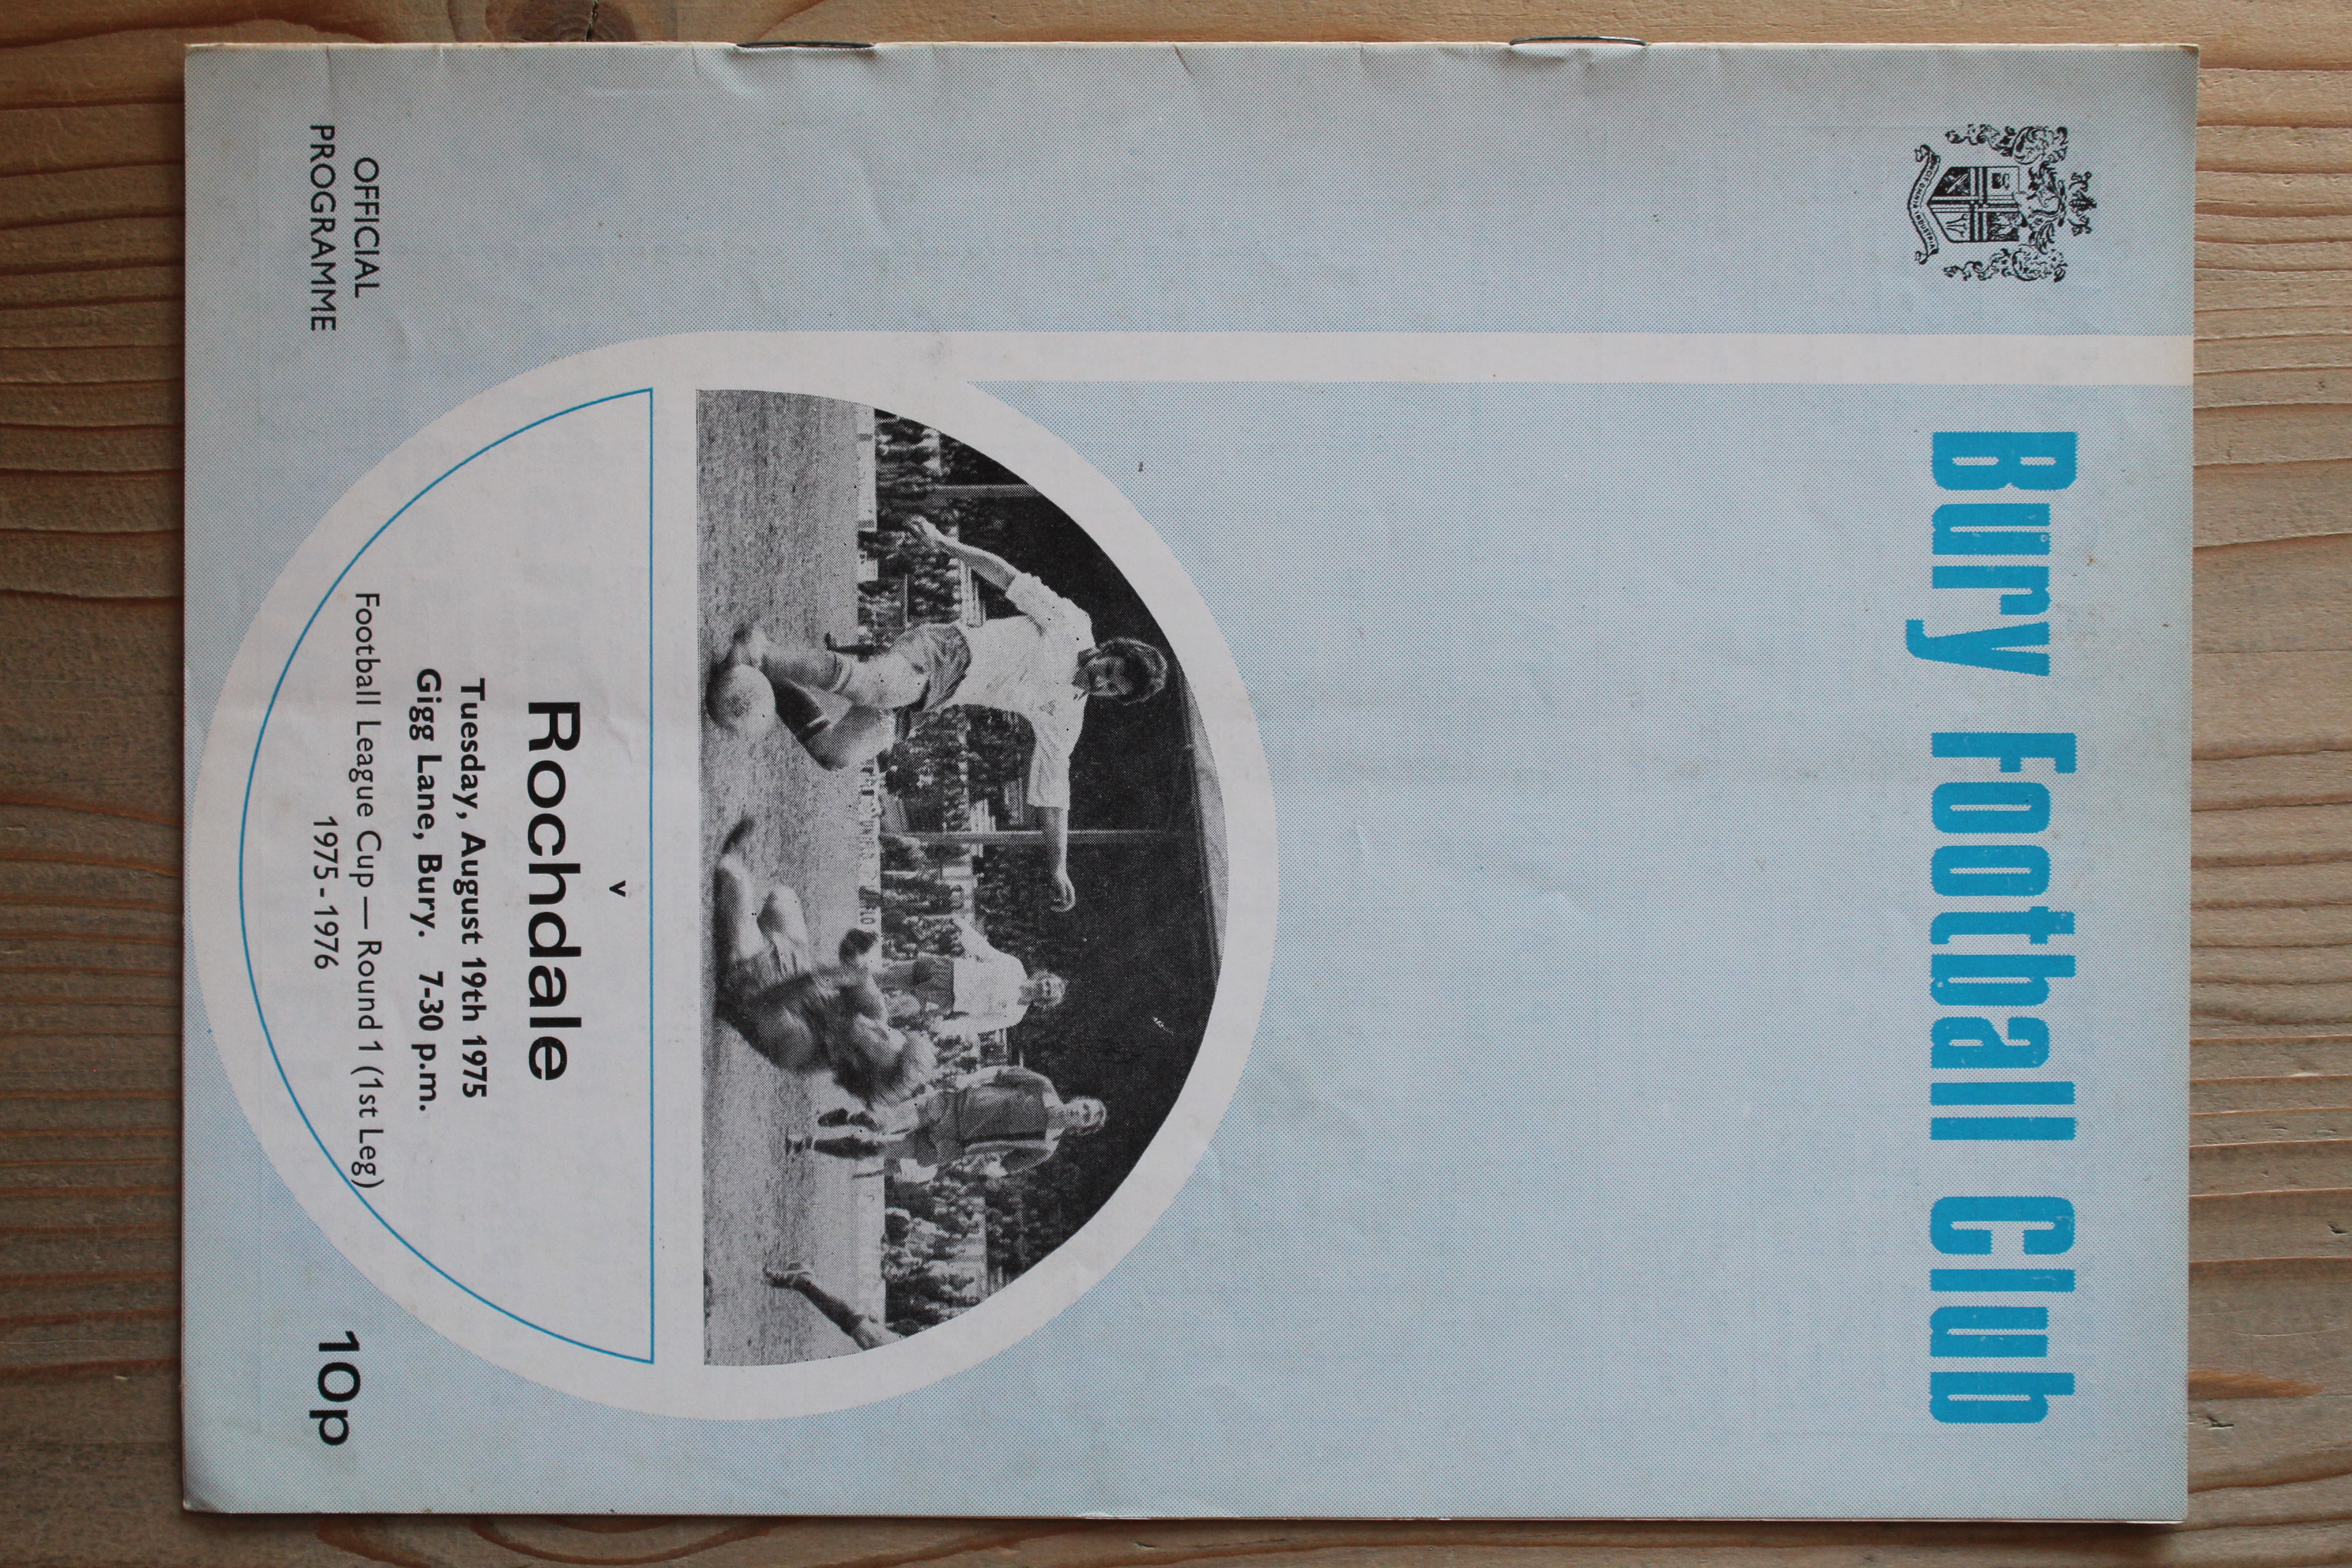 Bury Football Club
v
Rochdale
Tuesday, August 19th 1975
Gigg Lane, Bury. 7-30 p.m.
Football League Cup — Round 1 (1st Leg)
1975-1976
OFFICIAL
PROGRAMME
10p